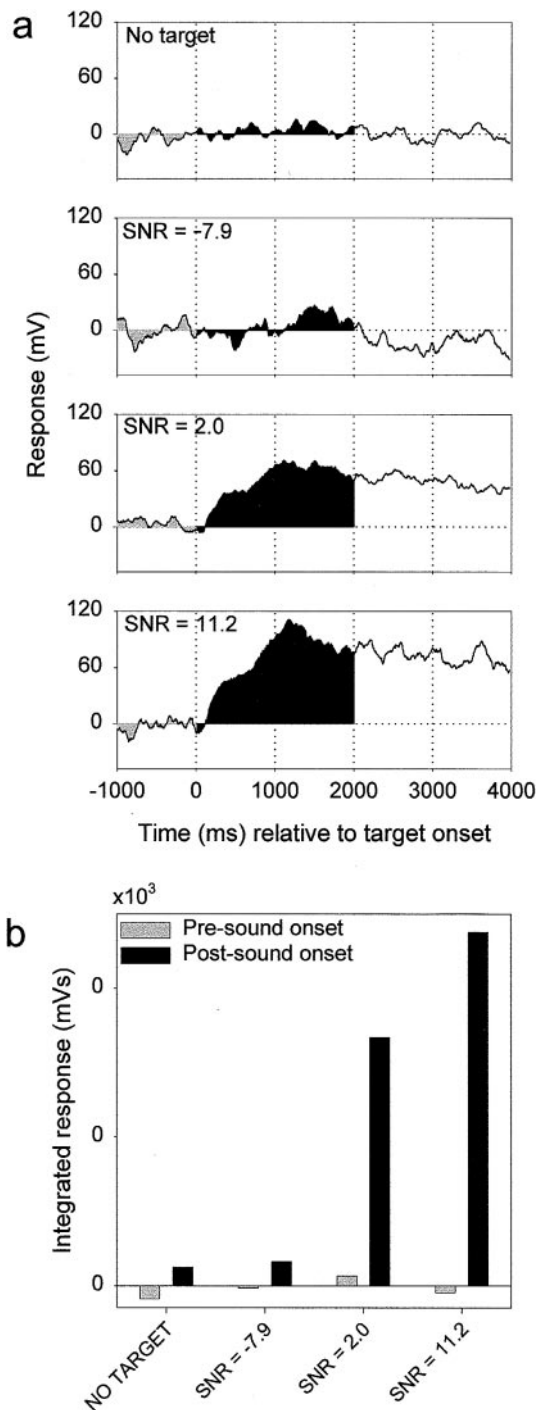 a
No target
120
60
0
SNR = -7.9
120
60
0
SNR = 2.0
120
60
0
SNR = 11.2
120
60
0
Response (mV)
-1000 0 1000 2000 3000 4000
Time (ms) relative to target onset
b
x10³
Pre-sound onset
Post-sound onset
0
0
0
Integrated response (mVs)
NO TARGET
SNR = -7.9
SNR = 2.0
SNR = 11.2